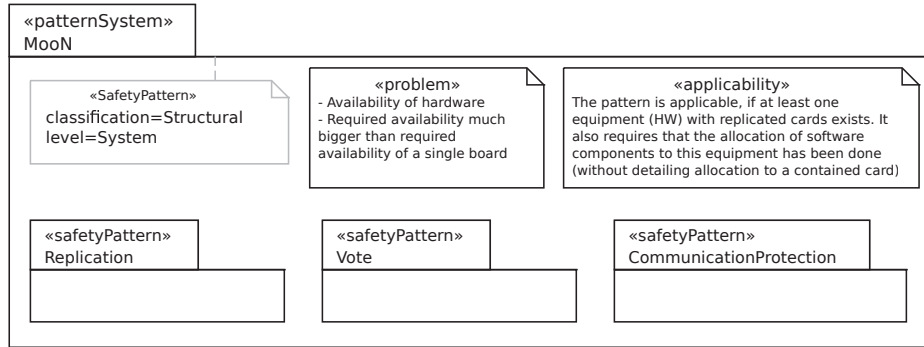 «patternSystem»
MooN
«SafetyPattern»
classification=Structural
level=System
«problem»
- Availability of hardware
- Required availability much
bigger than required
availability of a single board
«applicability»
The pattern is applicable, if at least one
equipment (HW) with replicated cards exists. It
also requires that the allocation of software
components to this equipment has been done
(without detailing allocation to a contained card)
«safetyPattern»
Replication
«safetyPattern»
Vote
«safetyPattern»
CommunicationProtection